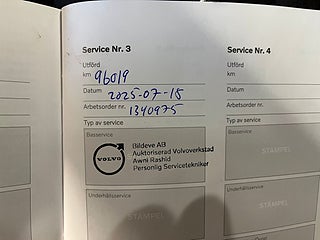 Service Nr. 3
Utförd
km 96019
Datum 2025-07-15
Arbetsorder nr. 1340975
Typ av service
Basservice
VOLVO
Bildeve AB
Auktoriserad Volvoverkstad
Awni Rashid
Personlig Servicetekniker
Underhållsservice
STÄMPEL
Service Nr. 4
Utförd
km
Datum
Arbetsorder nr.
Typ av service
Basservice
STÄMPEL
Underhållsservice
STÄMPEL